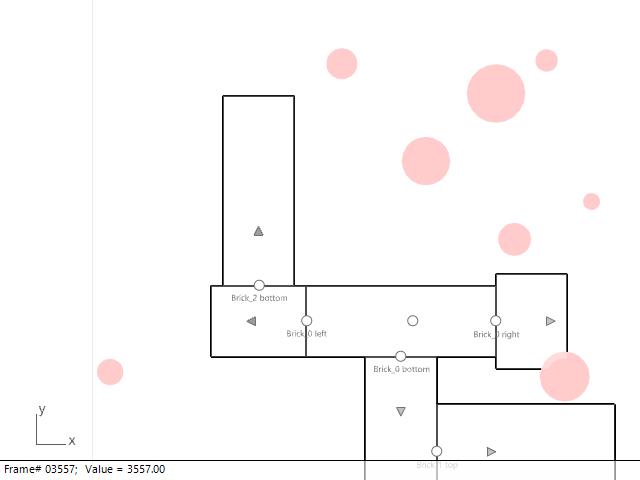 Brick_2 bottom
Brick_0 left
Brick_0 right
Brick_0 bottom
y
x
Brick_1 top
Frame# 03557; Value = 3557.00